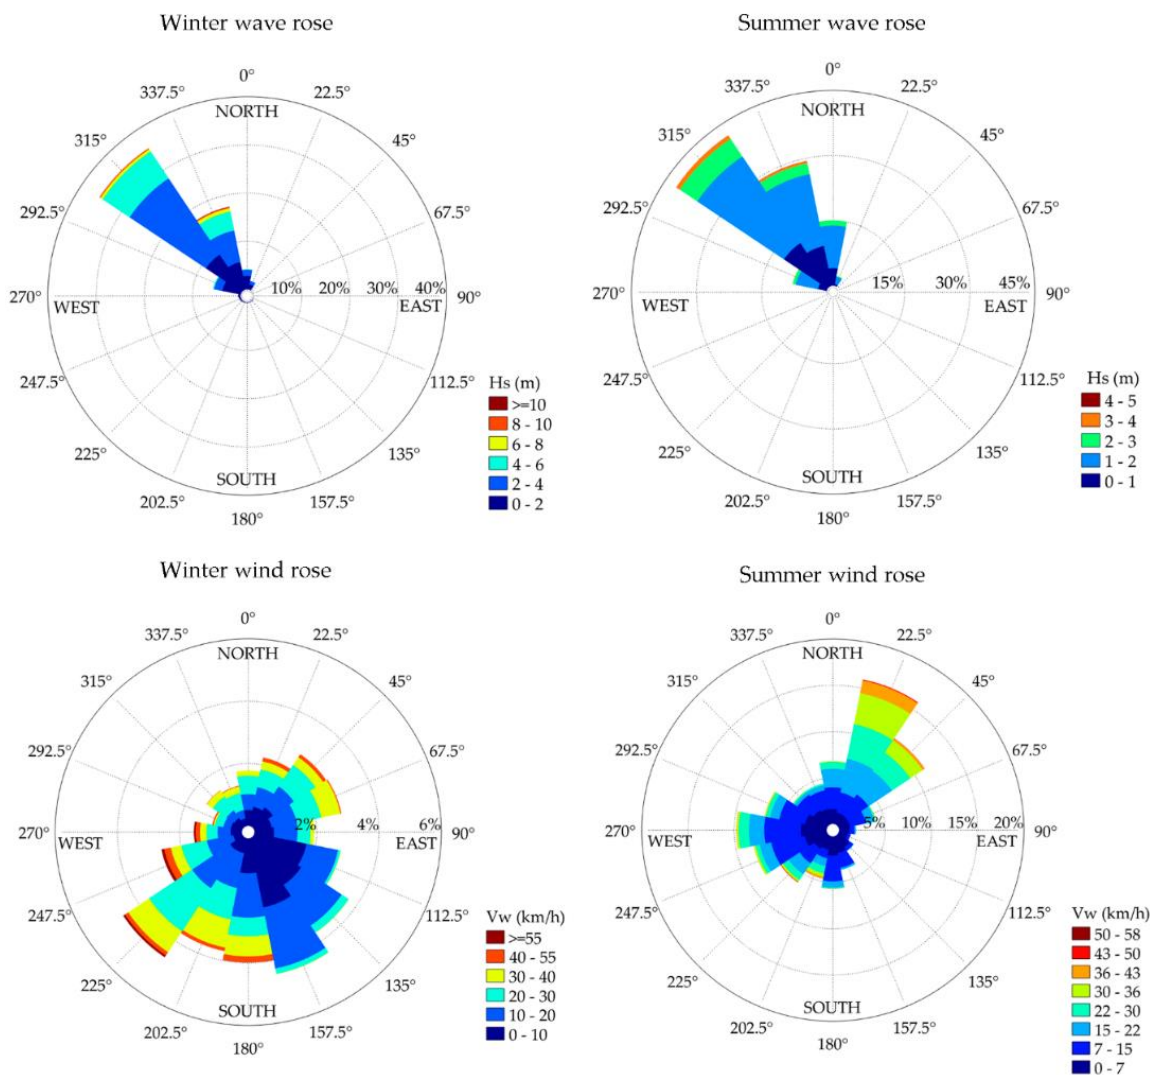 Winter wave rose
0°
337.5°
22.5°
NORTH
315°
45°
292.5°
67.5°
10%
20%
30%
40%
270°
WEST
EAST
90°
247.5°
112.5°
225°
135°
SOUTH
202.5°
157.5°
180°
Hs (m)
>=10
8 - 10
6 - 8
4 - 6
2 - 4
0 - 2
Summer wave rose
0°
337.5°
22.5°
NORTH
315°
45°
292.5°
67.5°
15%
30%
45%
270°
WEST
EAST
90°
247.5°
112.5°
225°
135°
SOUTH
202.5°
157.5°
180°
Hs (m)
4 - 5
3 - 4
2 - 3
1 - 2
0 - 1
Winter wind rose
0°
337.5°
22.5°
NORTH
315°
45°
292.5°
67.5°
2%
4%
6%
270°
WEST
EAST
90°
247.5°
112.5°
225°
135°
SOUTH
202.5°
157.5°
180°
Vw (km/h)
>=55
40 - 55
30 - 40
20 - 30
10 - 20
0 - 10
Summer wind rose
0°
337.5°
22.5°
NORTH
315°
45°
292.5°
67.5°
5%
10%
15%
20%
270°
WEST
EAST
90°
247.5°
112.5°
225°
135°
SOUTH
202.5°
157.5°
180°
Vw (km/h)
50 - 58
43 - 50
36 - 43
30 - 36
22 - 30
15 - 22
7 - 15
0 - 7